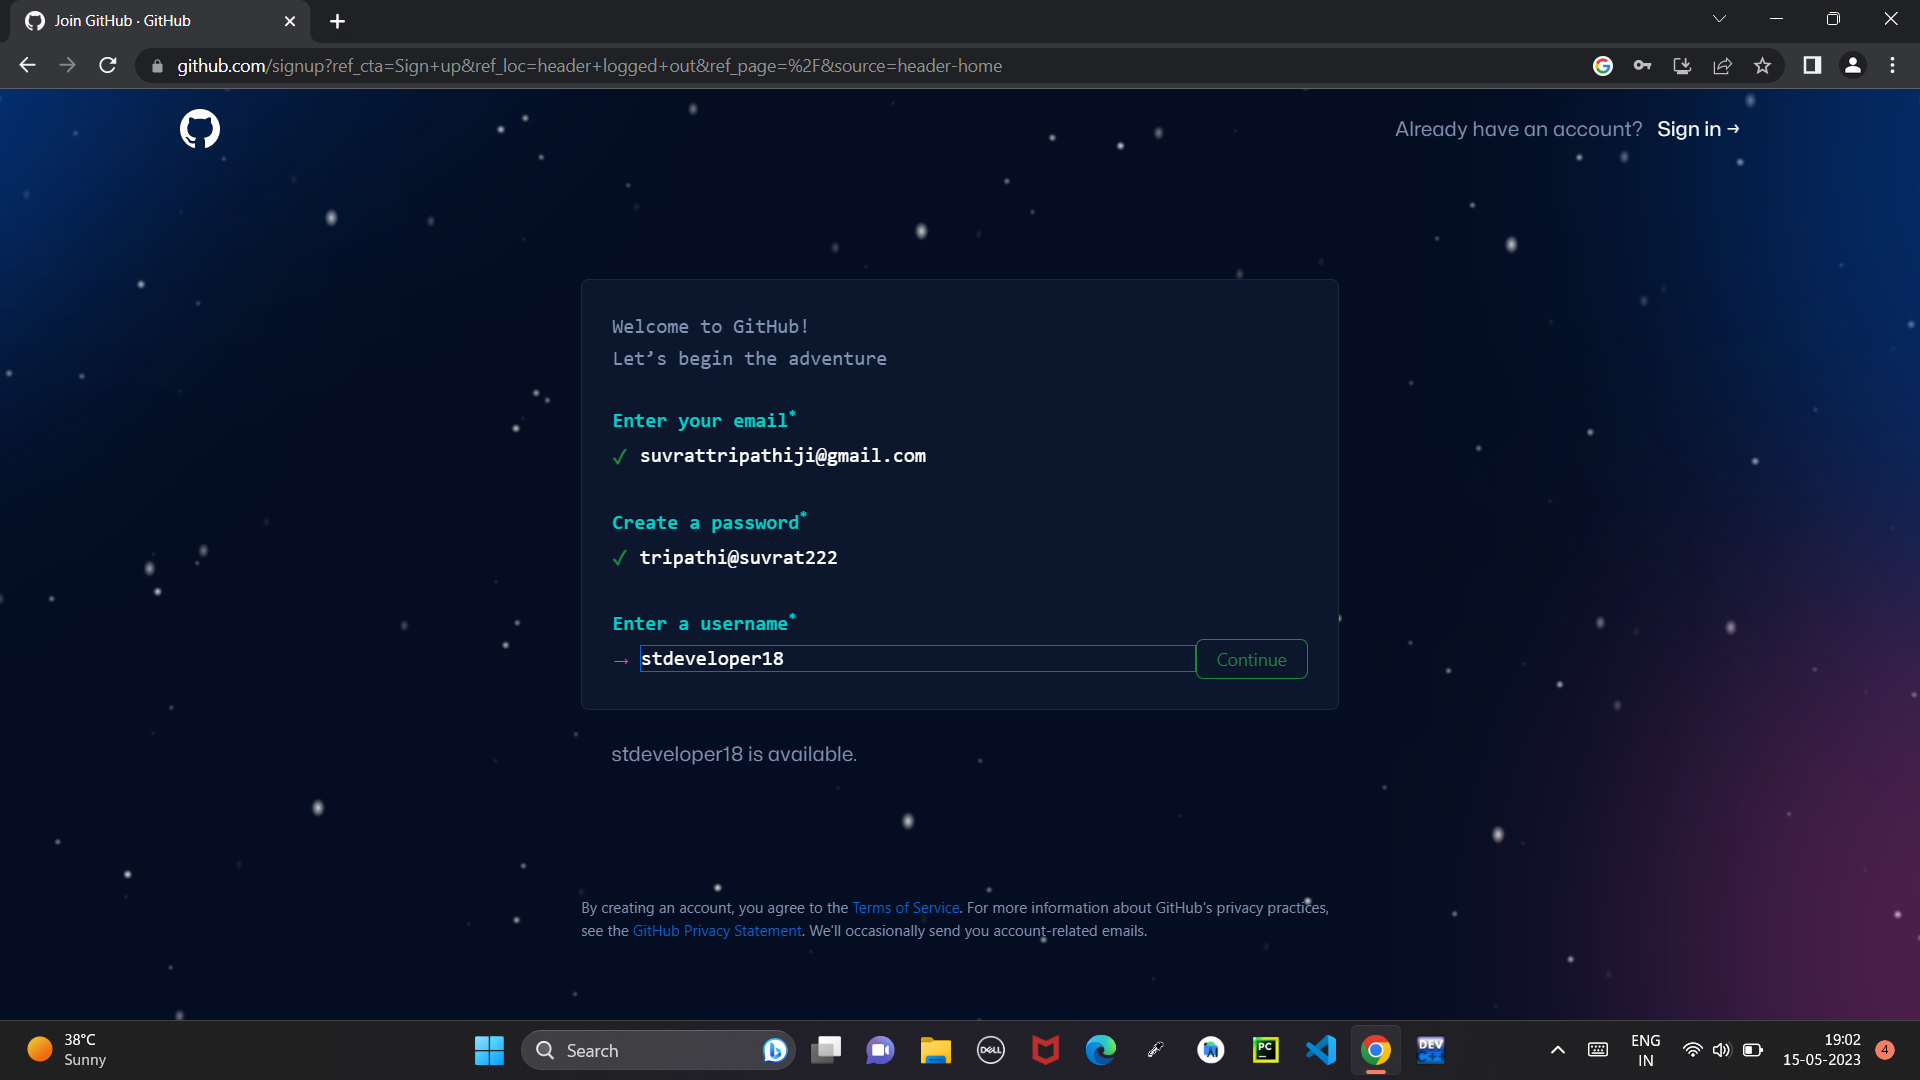 Join GitHub · GitHub
github.com/signup?ref_cta=Sign+up&ref_loc=header+logged+out&ref_page=%2F&source=header-home
Already have an account? Sign in →
Welcome to GitHub!
Let’s begin the adventure
Enter your email*
✓ suvrattripathiji@gmail.com
Create a password*
✓ tripathi@suvrat222
Enter a username*
→ stdeveloper18 Continue
stdeveloper18 is available.
By creating an account, you agree to the Terms of Service. For more information about GitHub's privacy practices,
see the GitHub Privacy Statement. We'll occasionally send you account-related emails.
38°C
Sunny
Search
DELL
AI
PC
DEV
C++
ENG
IN
19:02
15-05-2023
4